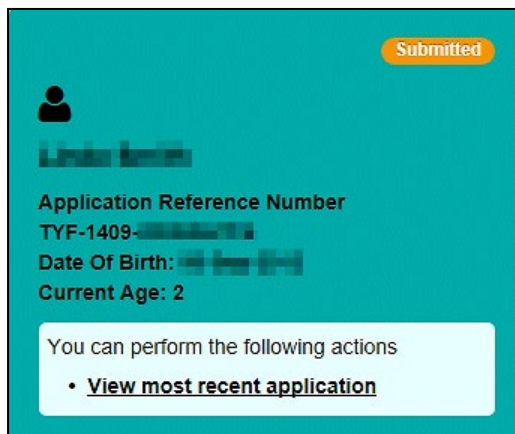 Submitted
Application Reference Number
TYF-1409-
Date Of Birth:
Current Age: 2
You can perform the following actions
• View most recent application